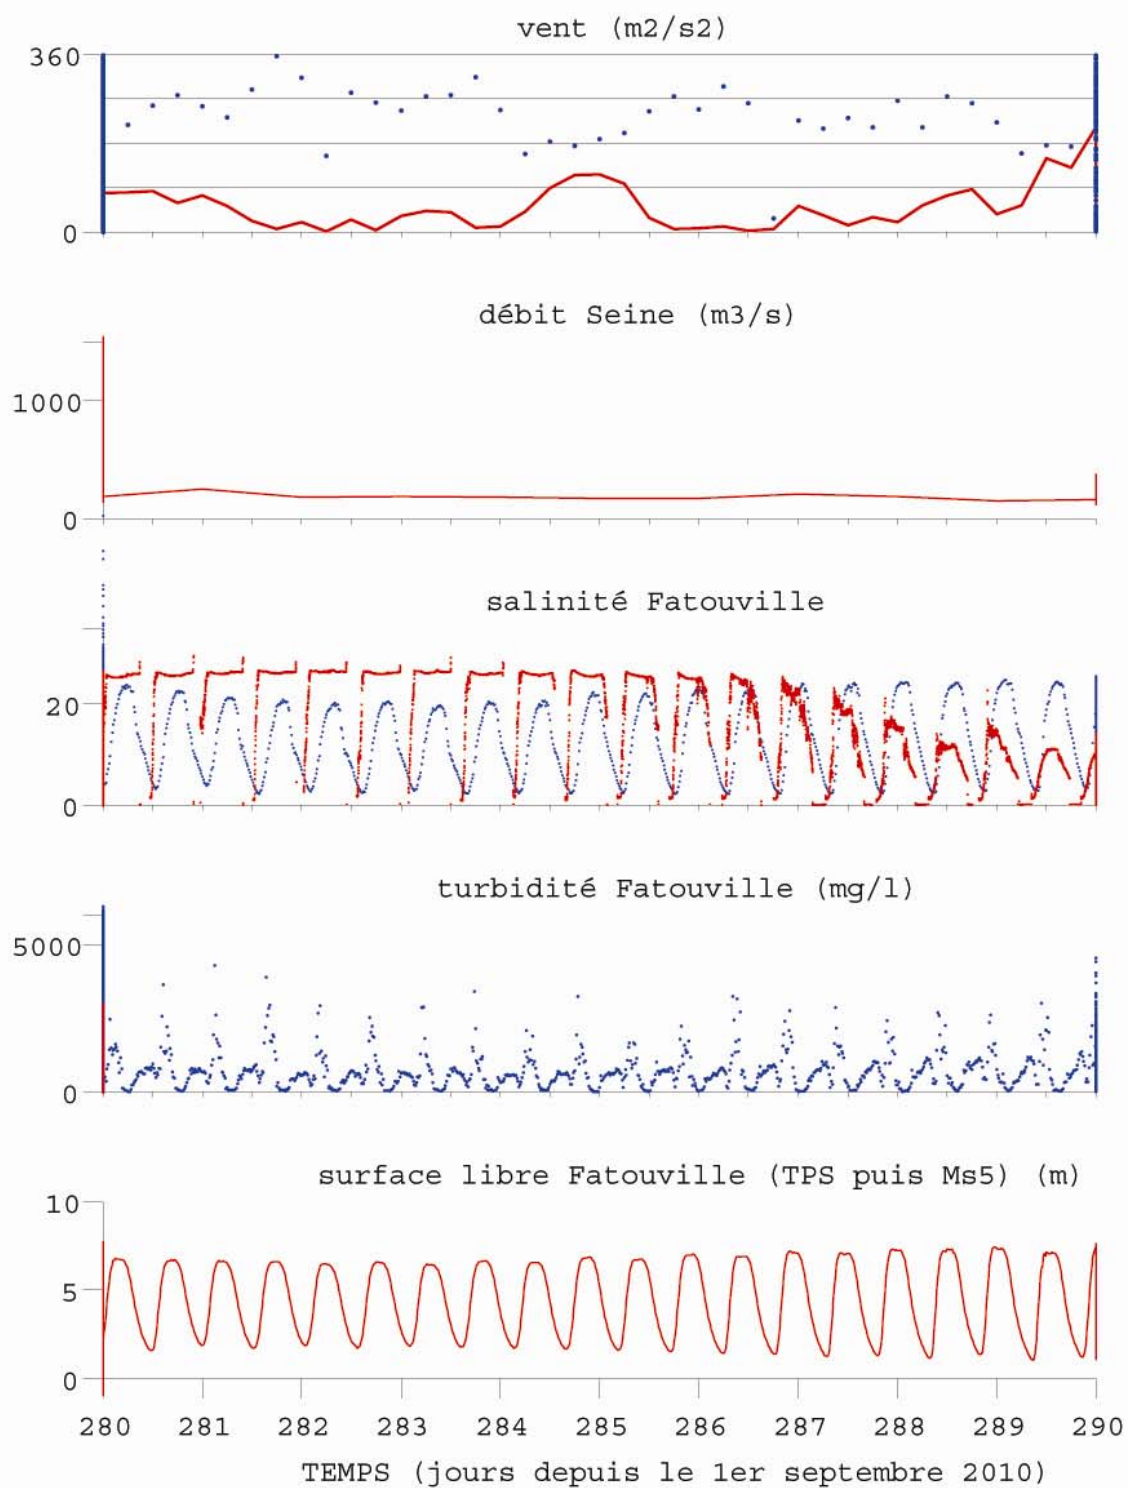 vent (m2/s2)
360
0
débit Seine (m3/s)
1000
0
salinité Fatouville
20
0
turbidité Fatouville (mg/l)
5000
0
surface libre Fatouville (TPS puis Ms5) (m)
10
5
0
280 281 282 283 284 285 286 287 288 289 290
TEMPS (jours depuis le 1er septembre 2010)